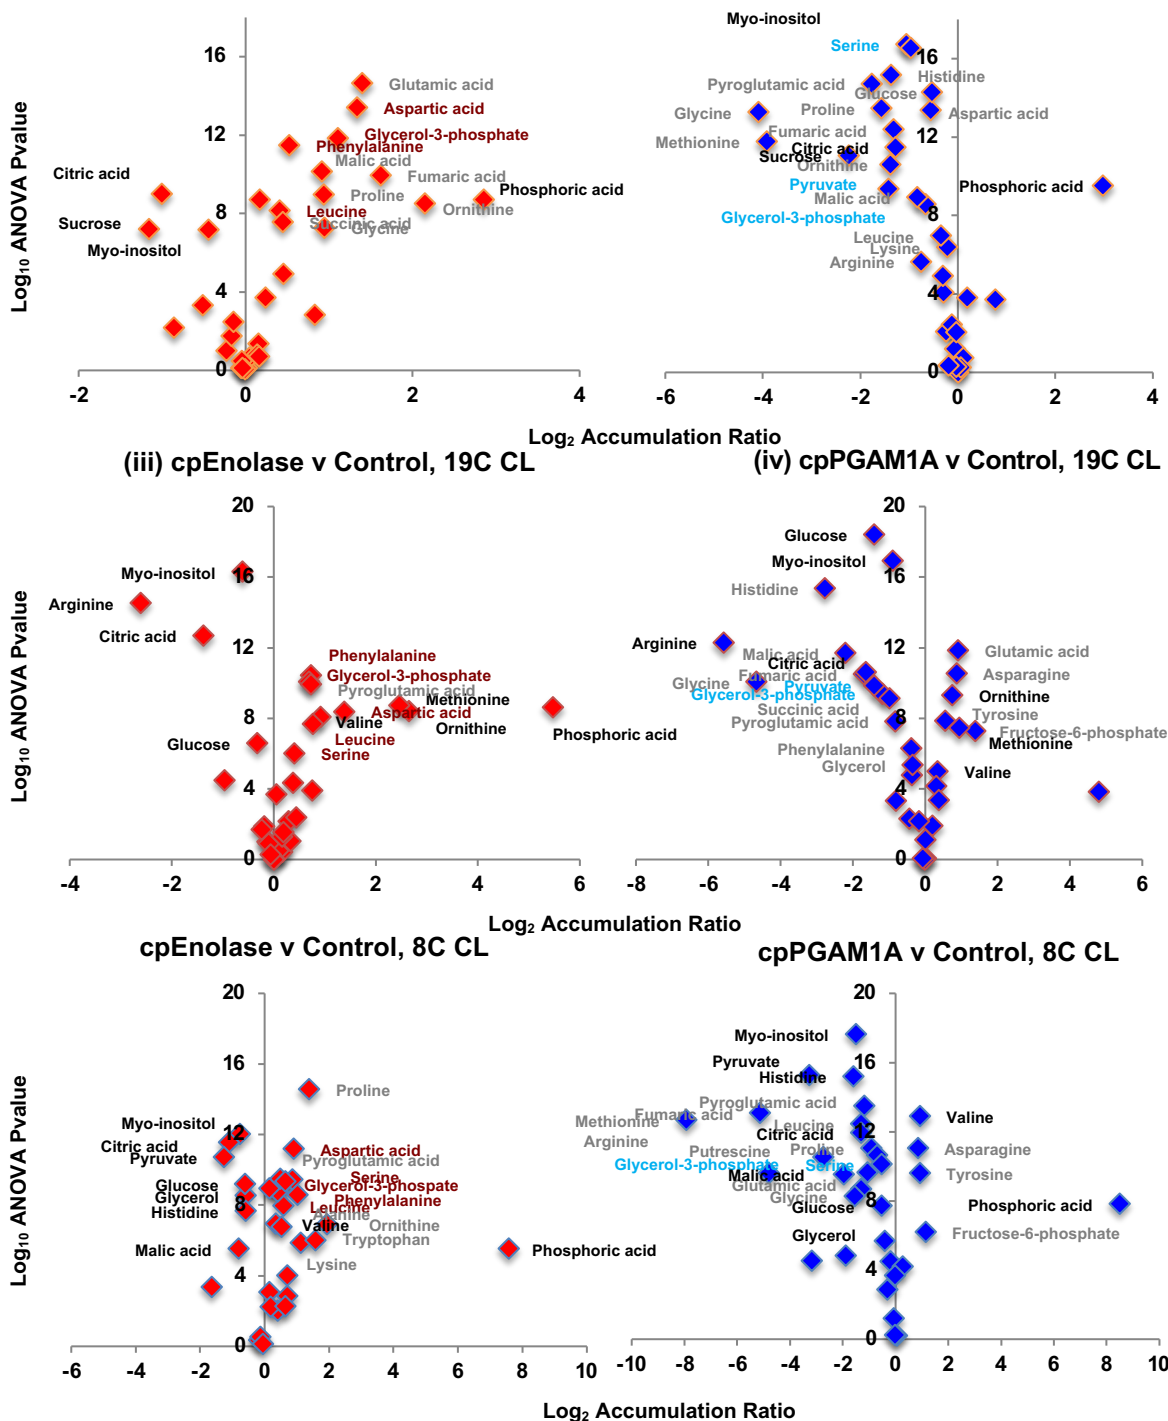 16
12
8
4
0
-2
2
4
Log10 ANOVA Pvalue
Glutamic acid
Aspartic acid
Glycerol-3-phosphate
Phenylalanine
Malic acid
Fumaric acid
Citric acid
Phosphoric acid
Proline
Leucine
Ornithine
Sucrose
Succinic acid
Glycine
Myo-inositol
Myo-inositol
Serine
16
Histidine
Pyroglutamic acid
Glucose
Glycine
Proline
Aspartic acid
Fumaric acid
12
Methionine
Citric acid
Sucrose
Ornithine
Pyruvate
Phosphoric acid
Malic acid
8
Glycerol-3-phosphate
Leucine
Lysine
Arginine
4
0
-6
-4
-2
0
2
4
Log2 Accumulation Ratio
(iii) cpEnolase v Control, 19C CL
(iv) cpPGAM1A v Control, 19C CL
Log10 ANOVA Pvalue
20
16
12
8
4
0
Myo-inositol
Arginine
Citric acid
Phenylalanine
Glycerol-3-phosphate
Pyroglutamic acid
Methionine
Aspartic acid
Valine
Ornithine
Phosphoric acid
Leucine
Glucose
Serine
-4
-2
0
2
4
6
20
16
12
8
4
0
Glucose
Myo-inositol
Histidine
Arginine
Malic acid
Citric acid
Glutamic acid
Fumaric acid
Asparagine
Glycine
Pyruvate
Glycerol-3-phosphate
Ornithine
Succinic acid
Tyrosine
Pyroglutamic acid
Fructose-6-phosphate
Methionine
Phenylalanine
Glycerol
Valine
-8
-6
-4
-2
0
2
4
6
Log2 Accumulation Ratio
cpEnolase v Control, 8C CL
cpPGAM1A v Control, 8C CL
Log10 ANOVA Pvalue
20
16
12
8
4
0
Proline
Myo-inositol
Citric acid
Aspartic acid
Pyruvate
Pyroglutamic acid
Serine
Glucose
Glycerol-3-phospate
Glycerol
Phenylalanine
Histidine
Leucine
Alanine
Valine
Ornithine
Tryptophan
Malic acid
Phosphoric acid
Lysine
-6
-4
-2
0
2
4
6
8
10
20
16
12
8
4
0
Myo-inositol
Pyruvate
Histidine
Pyroglutamic acid
Fumaric acid
Methionine
Leucine
Valine
Citric acid
Arginine
Putrescine
Proline
Asparagine
Glycerol-3-phosphate
Serine
Malic acid
Tyrosine
Glutamic acid
Glycine
Glucose
Phosphoric acid
Glycerol
Fructose-6-phosphate
-10
-8
-6
-4
-2
0
2
4
6
8
10
Log2 Accumulation Ratio